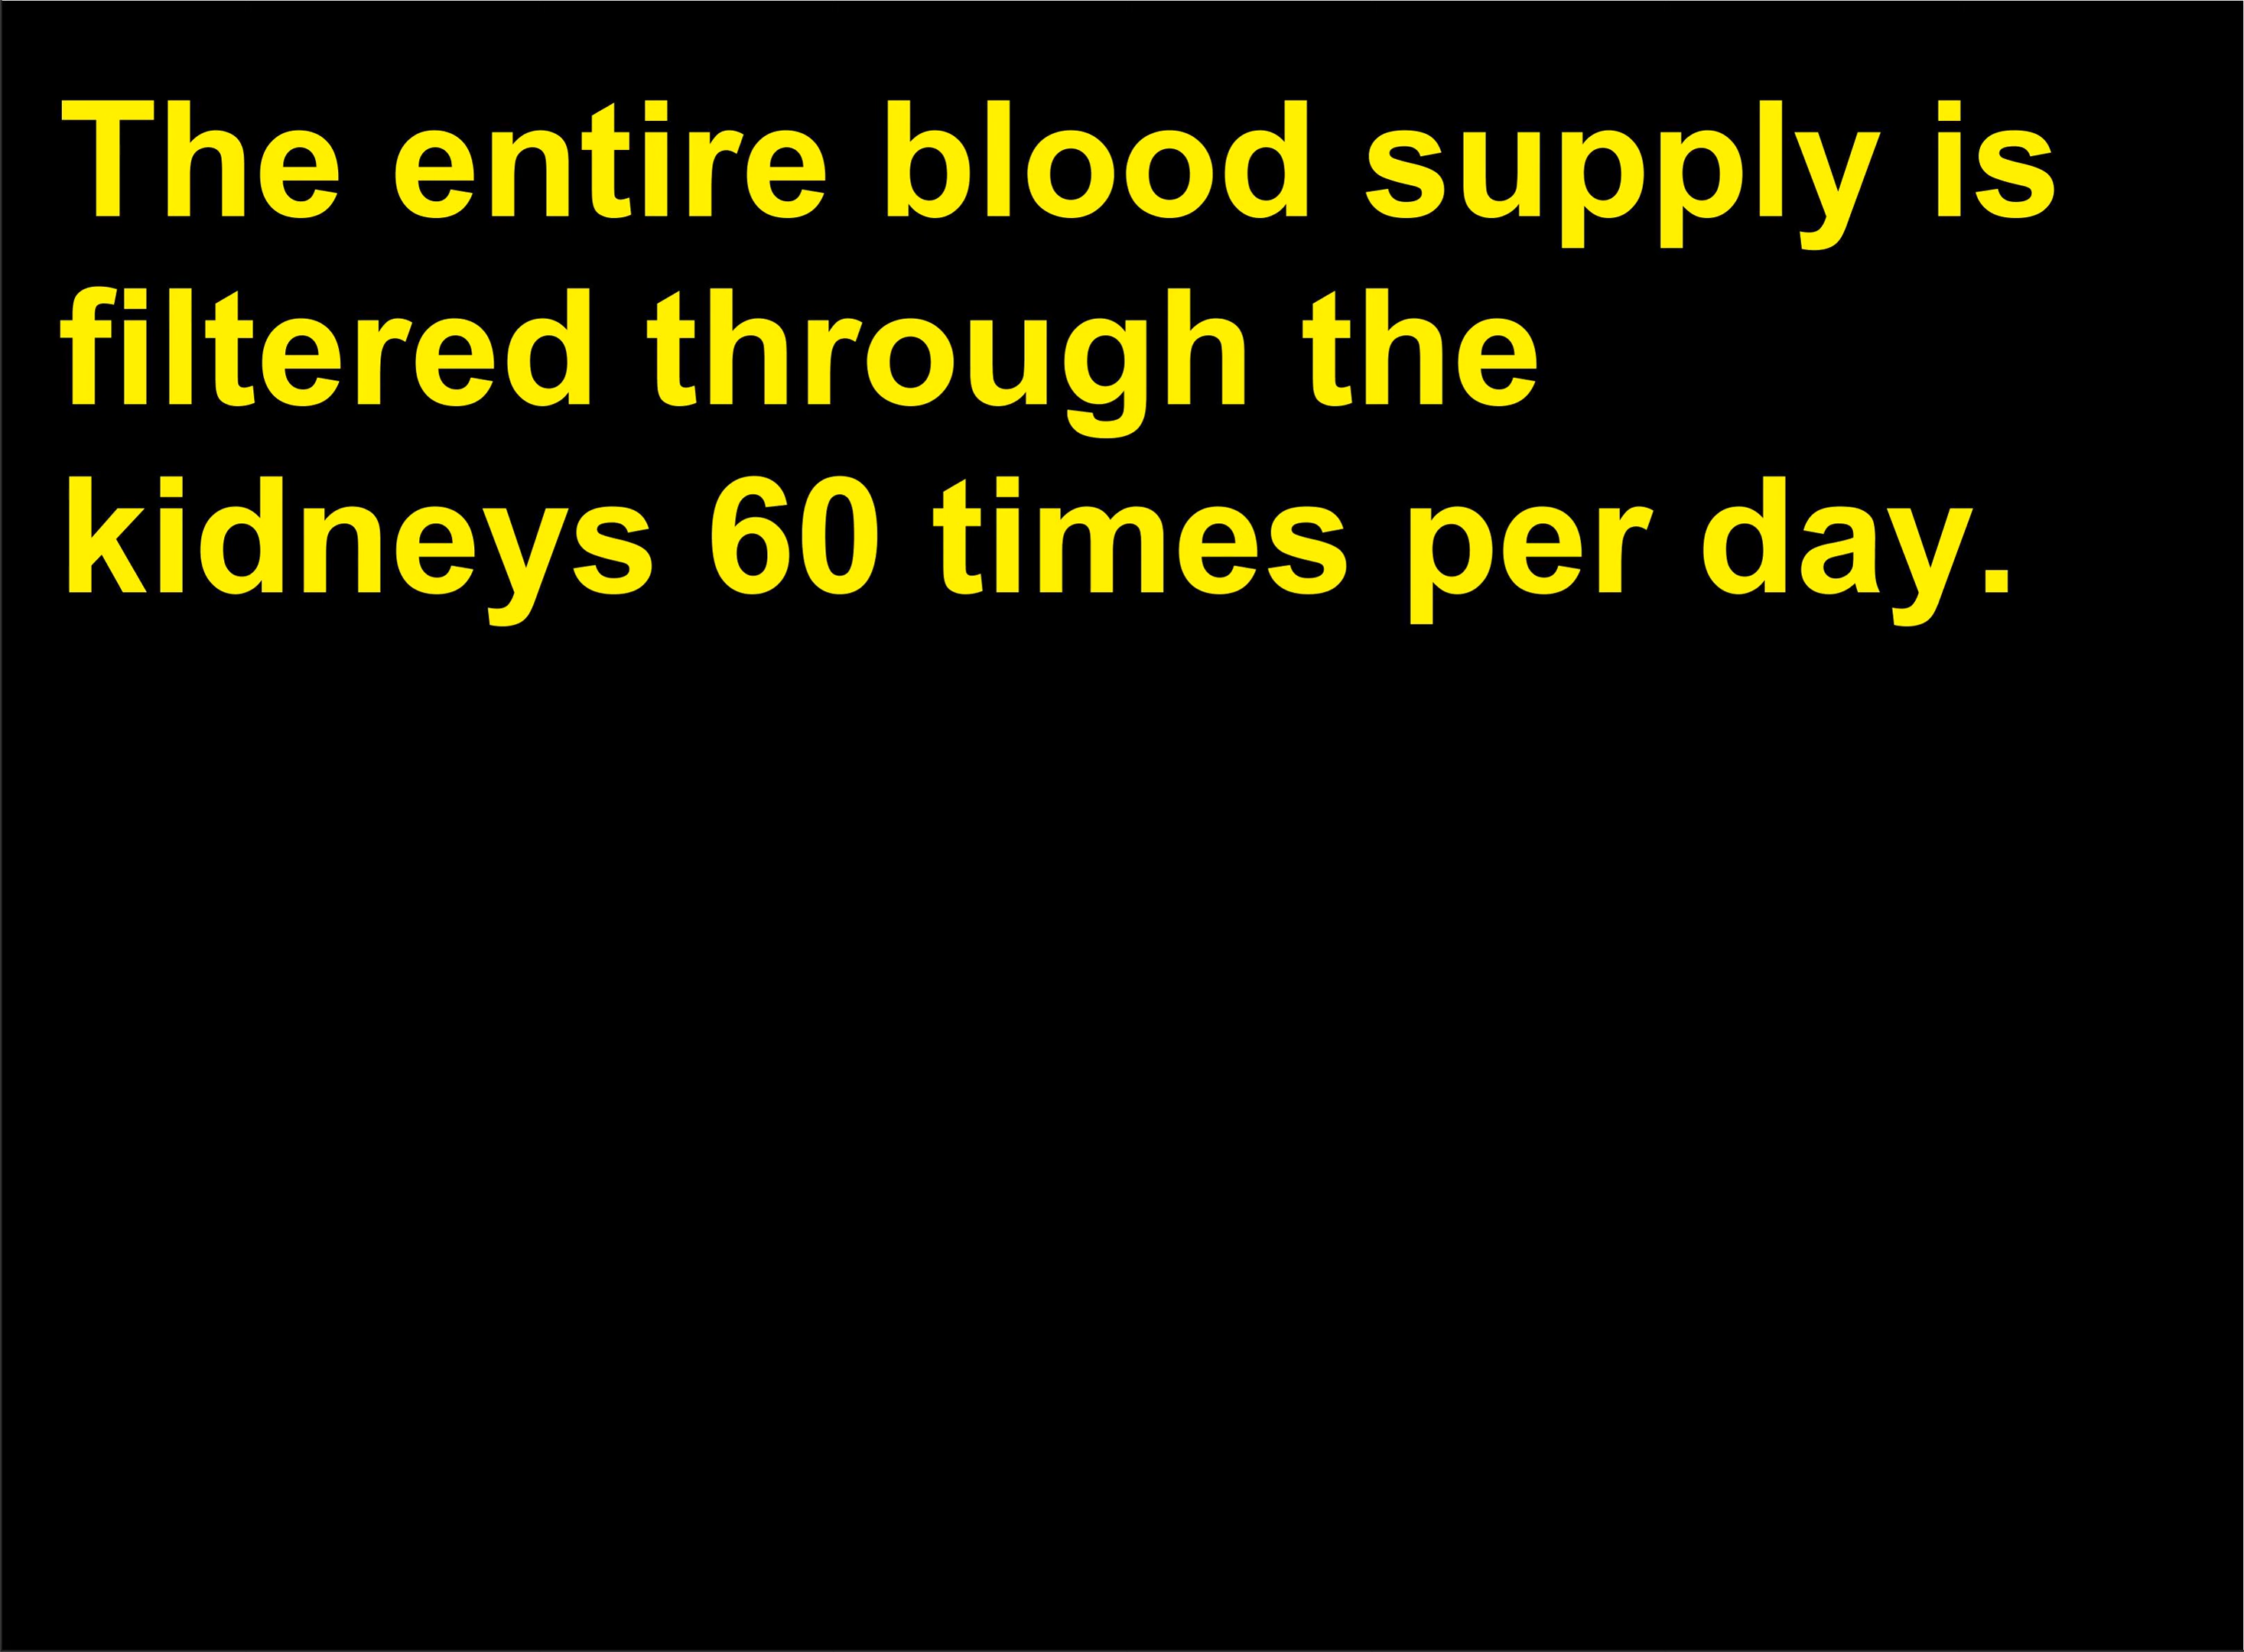 The entire blood supply is
filtered through the
kidneys 60 times per day.